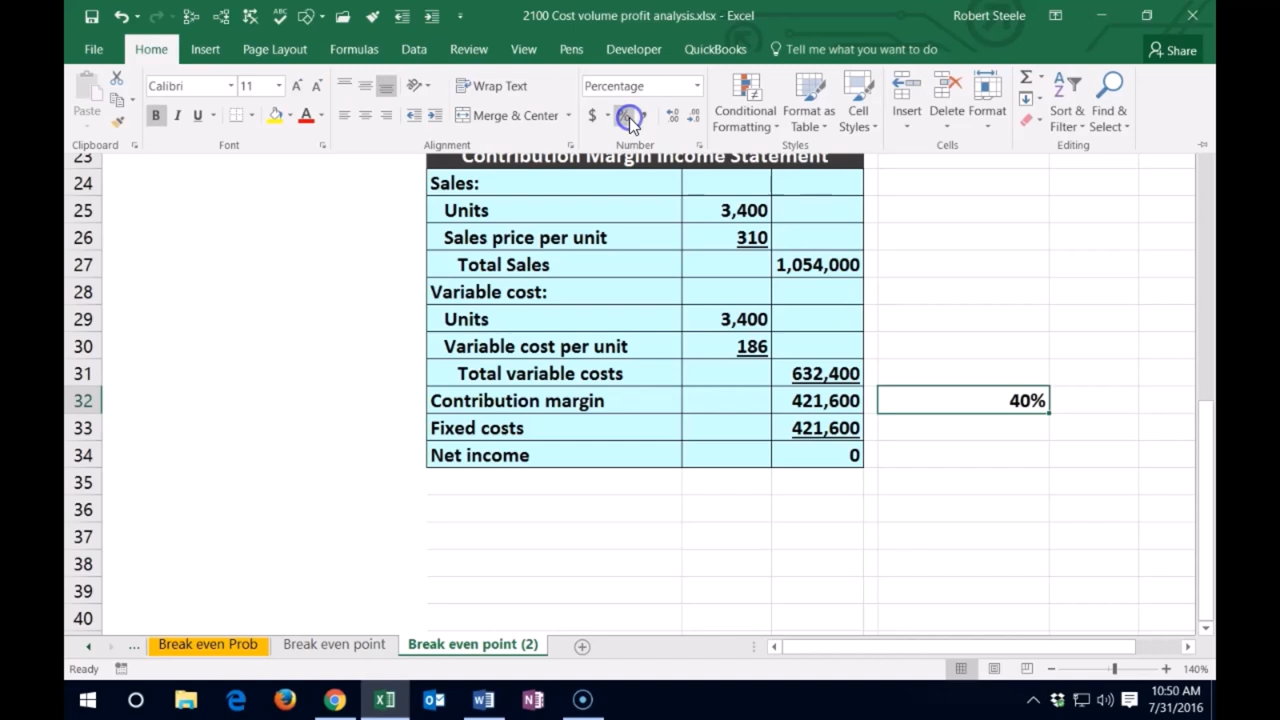 2100 Cost volume profit analysis.xlsx - Excel
Robert Steele
File Home Insert Page Layout Formulas Data Review View Pens Developer QuickBooks Tell me what you want to do Share
Calibri 11 Wrap Text Percentage
Paste B I U A Merge & Center $ Conditional Formatting Format as Table Cell Styles Insert Delete Format Sort & Filter Find & Select
Clipboard Font Alignment Number Styles Cells Editing
23 Contribution Margin Income Statement
24 Sales:
25 Units 3,400
26 Sales price per unit 310
27 Total Sales 1,054,000
28 Variable cost:
29 Units 3,400
30 Variable cost per unit 186
31 Total variable costs 632,400
32 Contribution margin 421,600 40%
33 Fixed costs 421,600
34 Net income 0
35
36
37
38
39
40
... Break even Prob Break even point Break even point (2)
Ready 140%
10:50 AM
7/31/2016